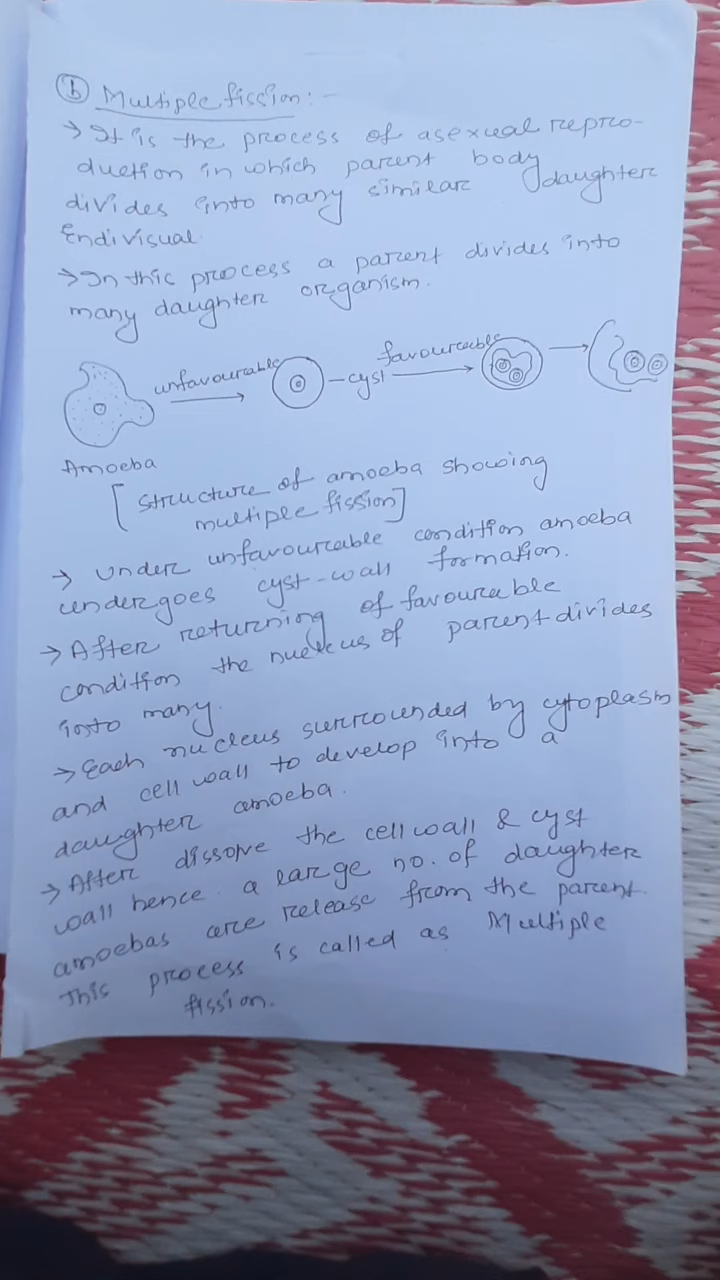 (b) Multiple fission:-
→ It is the process of asexual repro-
duction in which parent body
divides into many similar daughter
Endivisual.
→ In this process a parent divides into
many daughter organism.
unfavourable
cyst
favourable
Amoeba
[Structure of amoeba showing
multiple fission]
→ Under unfavourable condition amoeba
undergoes cyst-wall formation.
→ After returning of favourable
condition the nucleus of parent divides
into many.
→ Each nucleus surrounded by cytoplasm
and cell wall to develop into a
daughter amoeba.
→ After dissolve the cell wall & cyst
wall hence a large no. of daughter
amoebas are release from the parent.
This process is called as Multiple
fission.